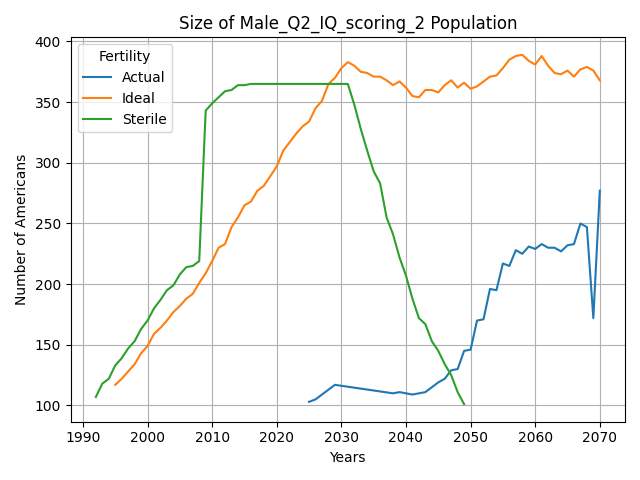 Size of Male_Q2_IQ_scoring_2 Population
Fertility
Actual
Ideal
Sterile
Number of Americans
400
350
300
250
200
150
100
1990
2000
2010
2020
2030
2040
2050
2060
2070
Years